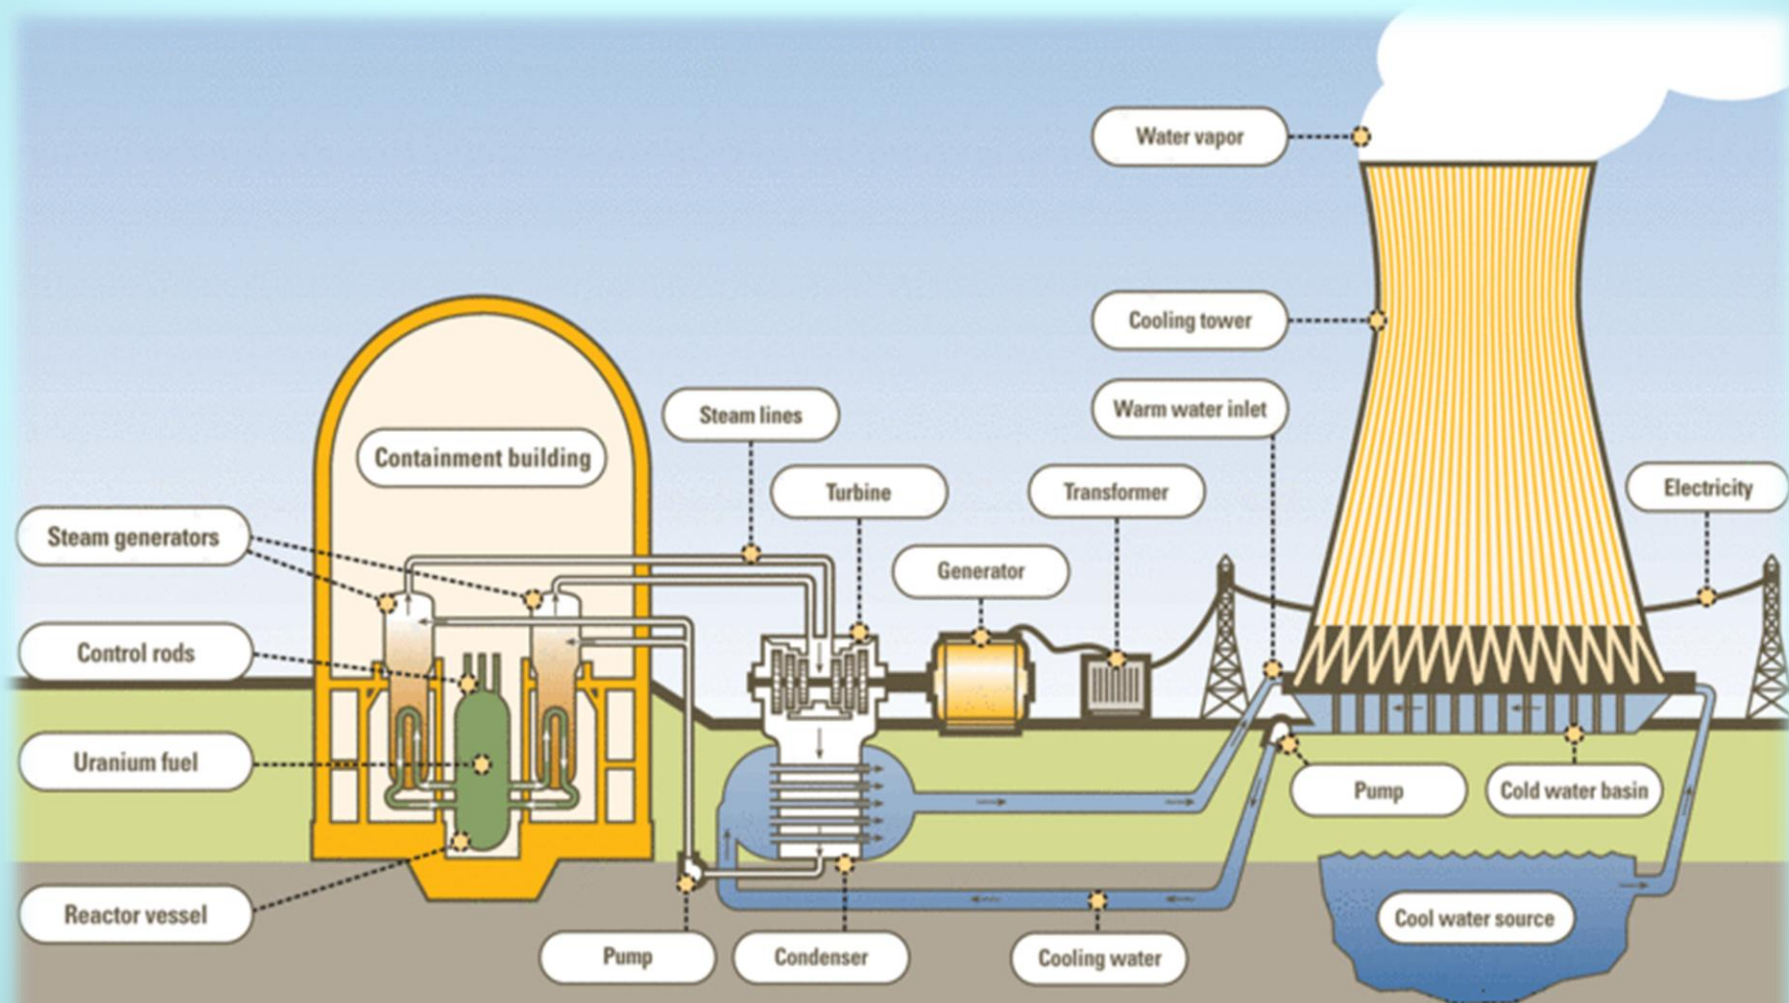 Water vapor
Cooling tower
Steam lines
Warm water inlet
Containment building
Turbine
Transformer
Electricity
Steam generators
Generator
Control rods
Uranium fuel
Pump
Cold water basin
Reactor vessel
Cool water source
Pump
Condenser
Cooling water